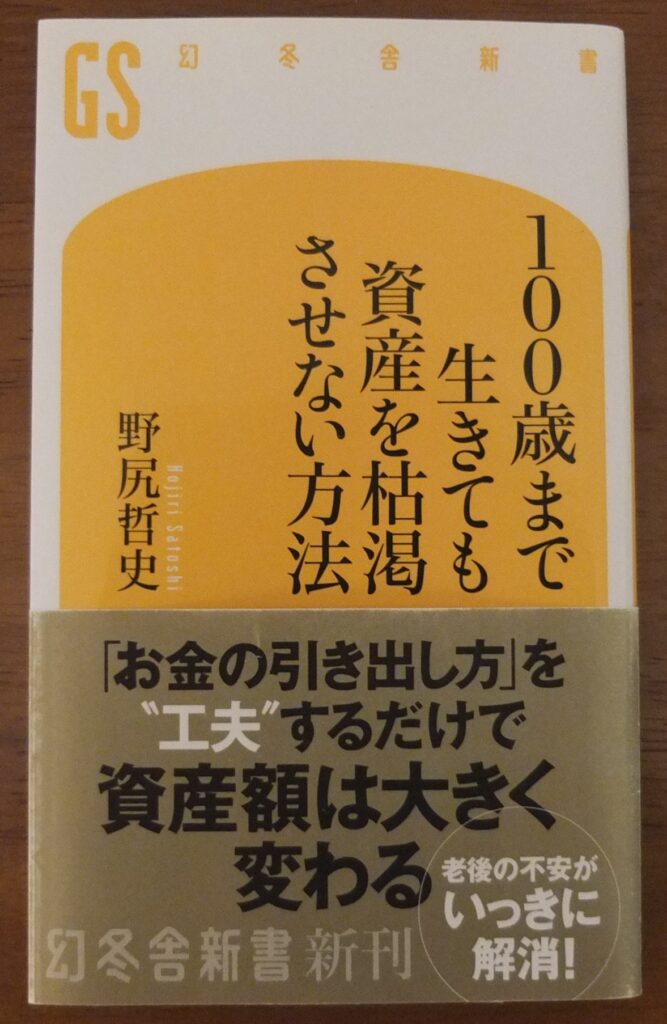 GS
幻冬舎新書
100歳まで
生きても
資産を枯渇
させない方法
野尻哲史
Nojiri Satoshi
「お金の引き出し方」を
“工夫”するだけで
資産額は大きく
変わる
老後の不安が
いっきに
解消!
幻冬舎新書 新刊